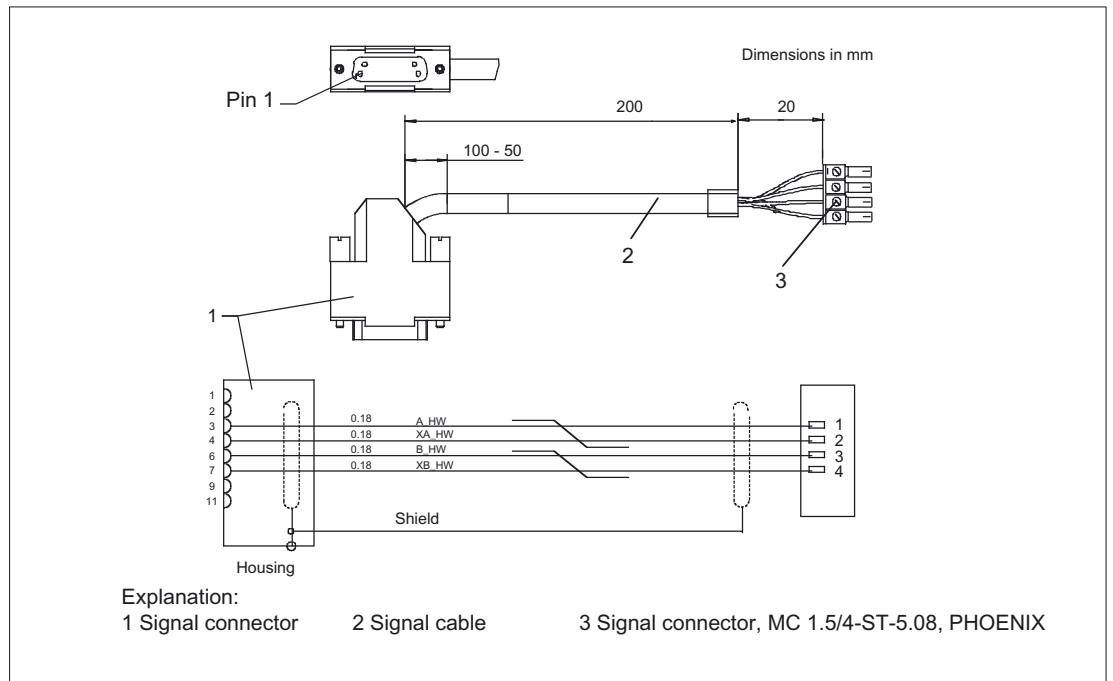 Dimensions in mm
Pin 1
200
20
100 - 50
2
3
1
1
2
3
4
6
7
9
11
0.18 A_HW
0.18 XA_HW
0.18 B_HW
0.18 XB_HW
1
2
3
4
Shield
Housing
Explanation:
1 Signal connector 2 Signal cable 3 Signal connector, MC 1.5/4-ST-5.08, PHOENIX